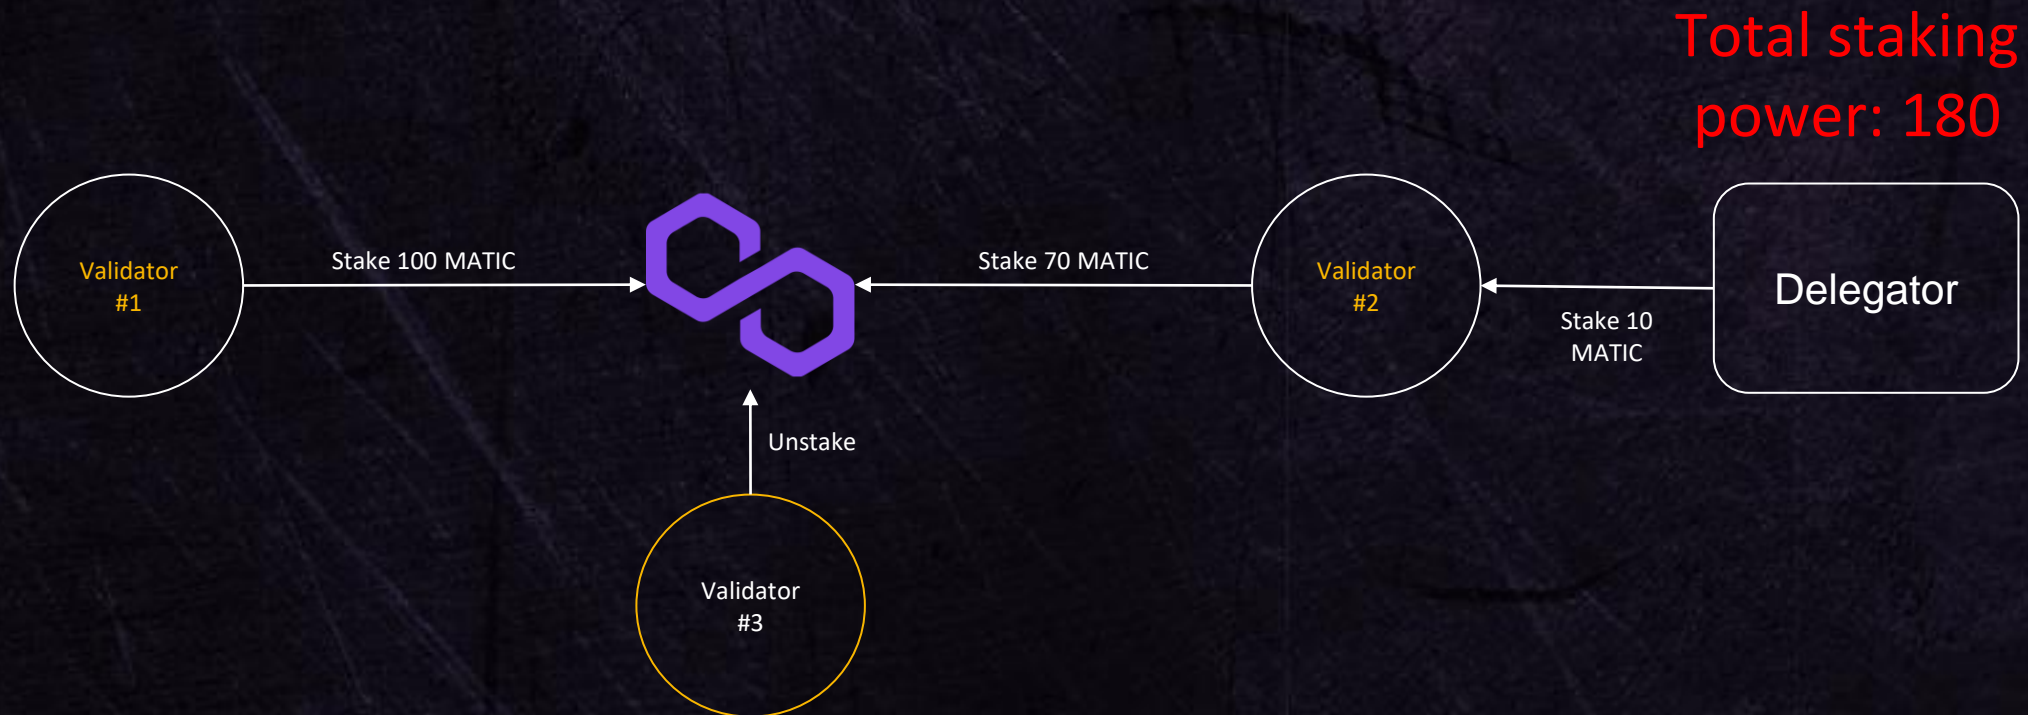 Total staking
power: 180
Validator
#1
Stake 100 MATIC
Stake 70 MATIC
Validator
#2
Stake 10
MATIC
Delegator
Unstake
Validator
#3